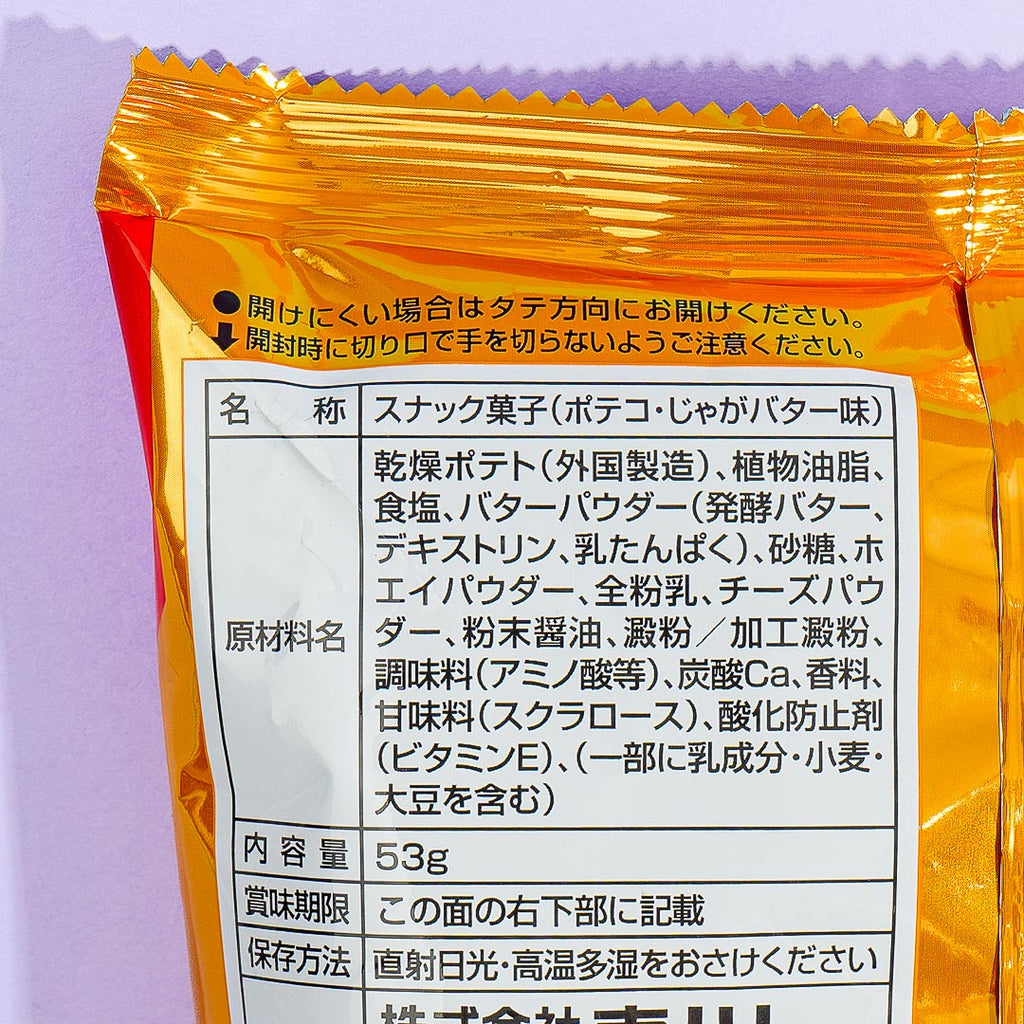 ●開けにくい場合はタテ方向にお開けください。
⬇開封時に切り口で手を切らないようご注意ください。
名称 スナック菓子(ポテコ・じゃがバター味)
原材料名
乾燥ポテト(外国製造)、植物油脂、
食塩、バターパウダー(発酵バター、
デキストリン、乳たんぱく)、砂糖、ホ
エイパウダー、全粉乳、チーズパウ
ダー、粉末醤油、澱粉/加工澱粉、
調味料(アミノ酸等)、炭酸Ca、香料、
甘味料(スクラロース)、酸化防止剤
(ビタミンE)、(一部に乳成分・小麦・
大豆を含む)
内容量 53g
賞味期限 この面の右下部に記載
保存方法 直射日光・高温多湿をおさけください
株式会社